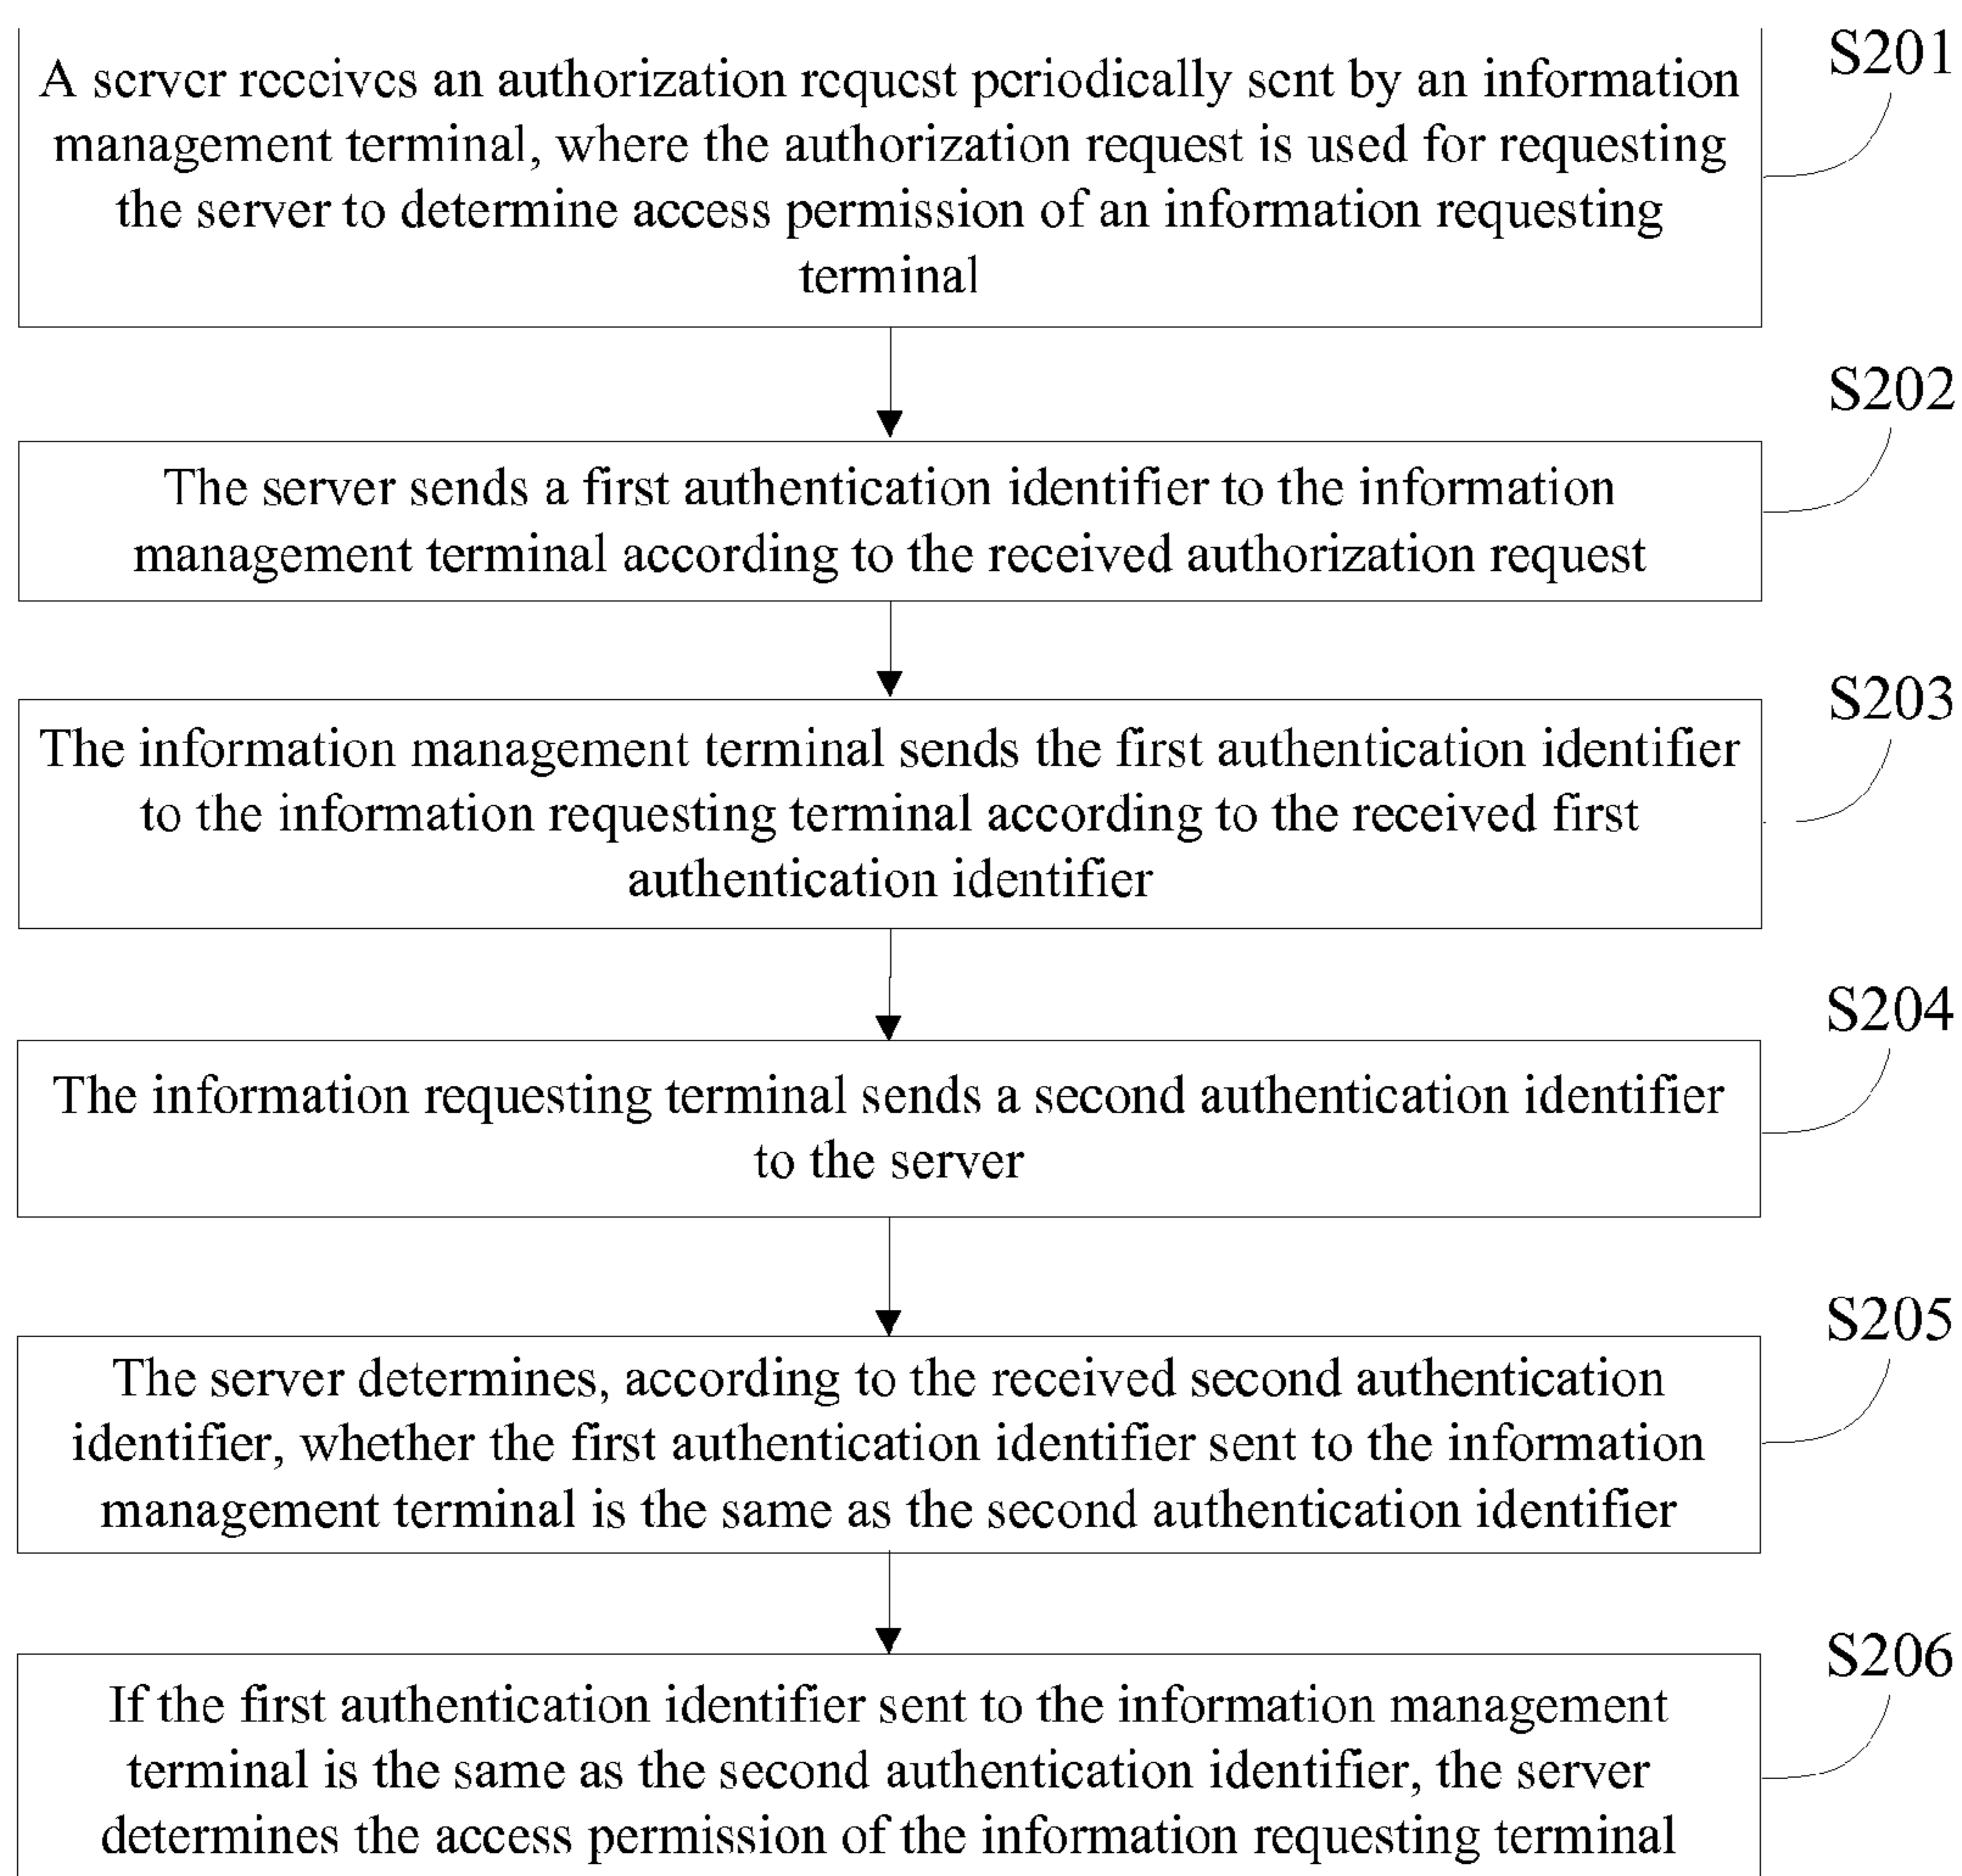 S201
A server receives an authorization request periodically sent by an information
management terminal, where the authorization request is used for requesting
the server to determine access permission of an information requesting
terminal
S202
The server sends a first authentication identifier to the information
management terminal according to the received authorization request
S203
The information management terminal sends the first authentication identifier
to the information requesting terminal according to the received first
authentication identifier
S204
The information requesting terminal sends a second authentication identifier
to the server
S205
The server determines, according to the received second authentication
identifier, whether the first authentication identifier sent to the information
management terminal is the same as the second authentication identifier
S206
If the first authentication identifier sent to the information management
terminal is the same as the second authentication identifier, the server
determines the access permission of the information requesting terminal